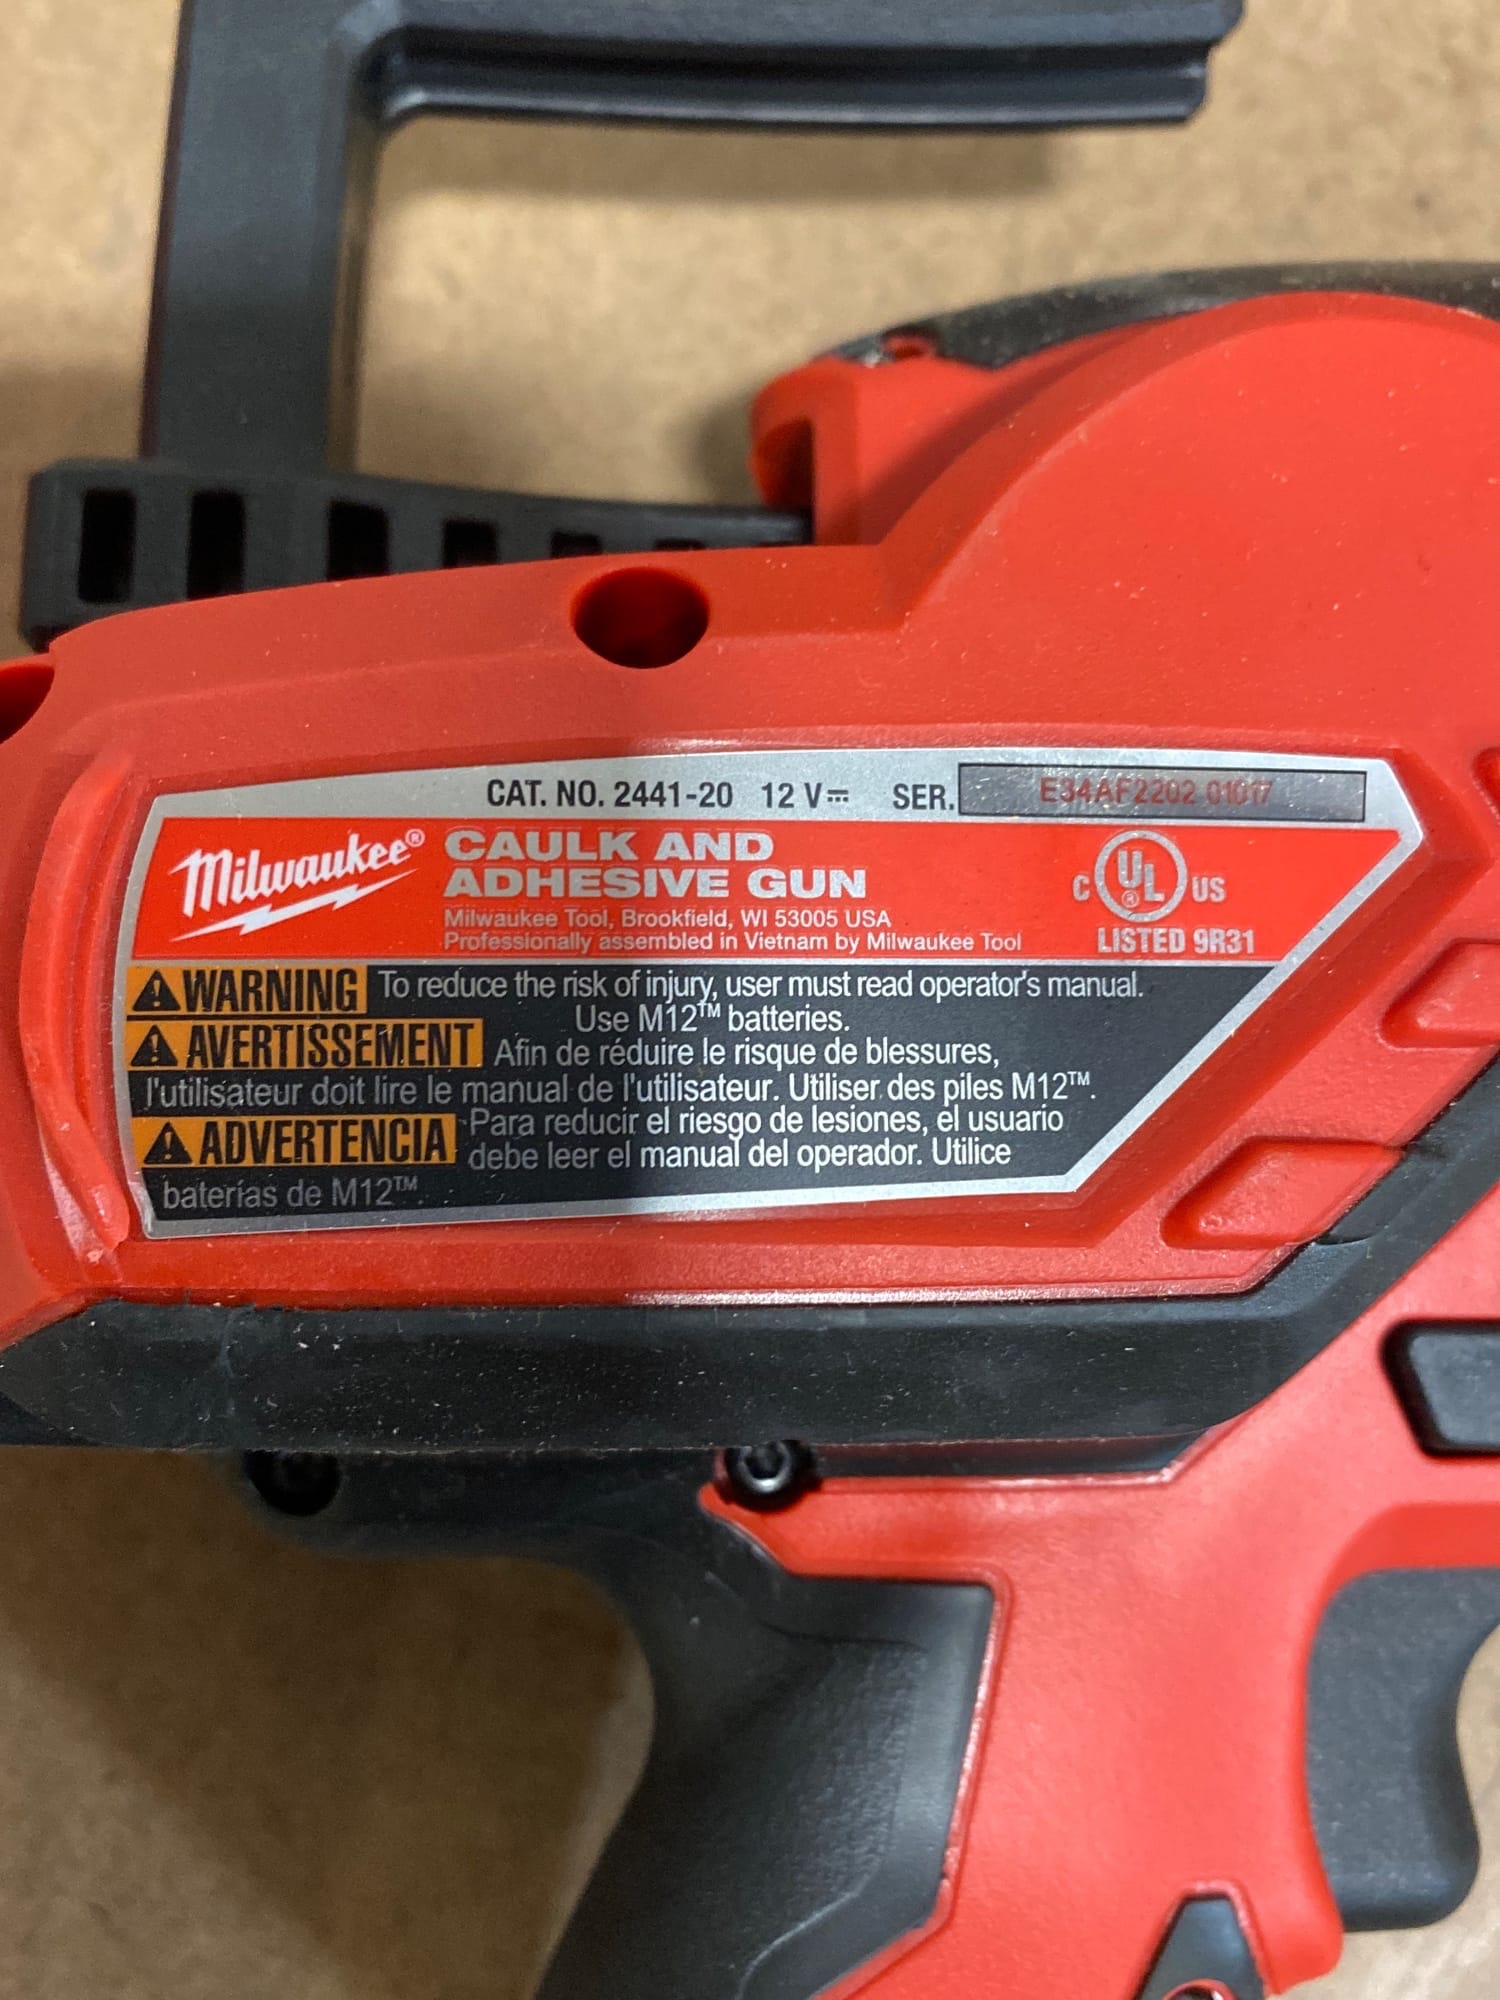 CAT. NO. 2441-20 12 V⎓ SER. E34AF2202 01017
Milwaukee®
CAULK AND
ADHESIVE GUN
Milwaukee Tool, Brookfield, WI 53005 USA
Professionally assembled in Vietnam by Milwaukee Tool
C UL® US
LISTED 9R31
WARNING To reduce the risk of injury, user must read operator's manual.
Use M12™ batteries.
AVERTISSEMENT Afin de réduire le risque de blessures,
l'utilisateur doit lire le manual de l'utilisateur. Utiliser des piles M12™.
ADVERTENCIA Para reducir el riesgo de lesiones, el usuario
debe leer el manual del operador. Utilice
baterías de M12™.